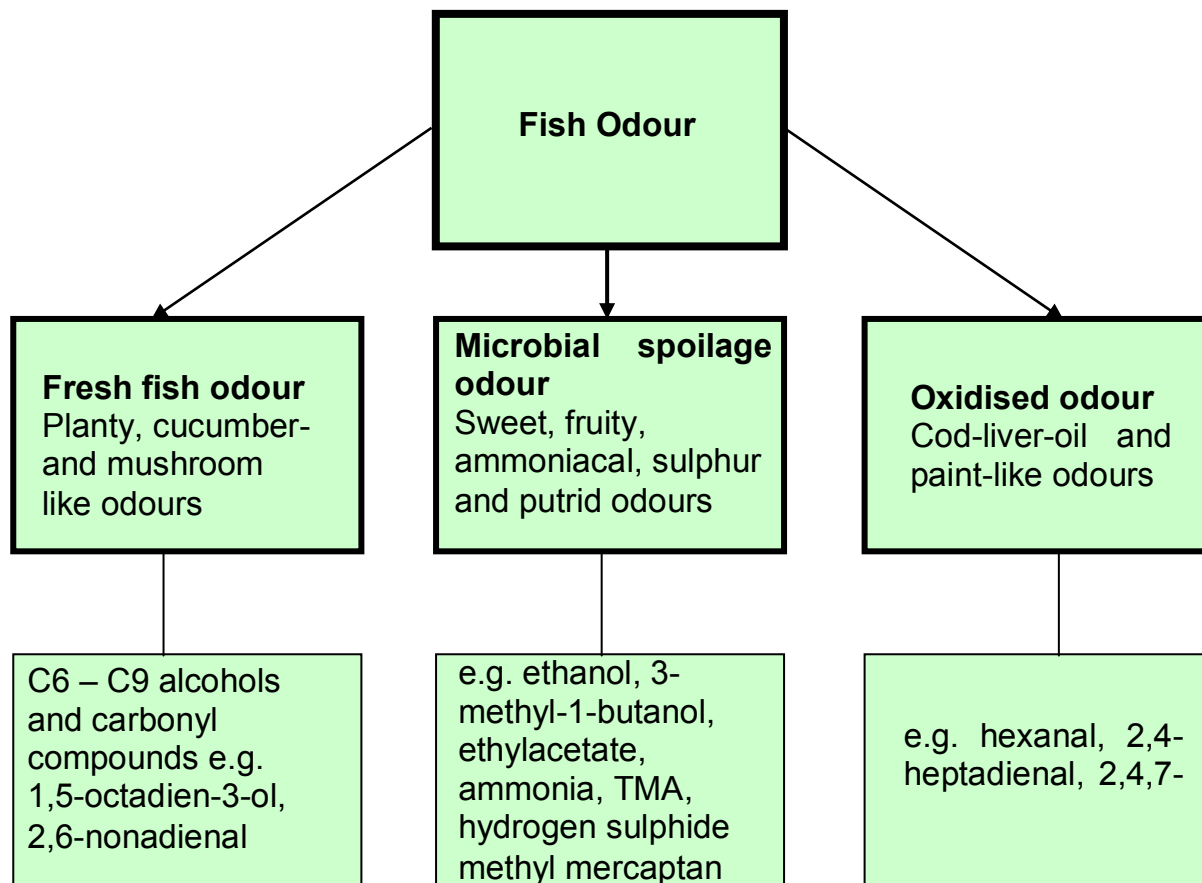 Fish Odour
Fresh fish odour
Planty, cucumber-
and mushroom
like odours
Microbial spoilage
odour
Sweet, fruity,
ammoniacal, sulphur
and putrid odours
Oxidised odour
Cod-liver-oil and
paint-like odours
C6 – C9 alcohols
and carbonyl
compounds e.g.
1,5-octadien-3-ol,
2,6-nonadienal
e.g. ethanol, 3-
methyl-1-butanol,
ethylacetate,
ammonia, TMA,
hydrogen sulphide
methyl mercaptan
e.g. hexanal, 2,4-
heptadienal, 2,4,7-